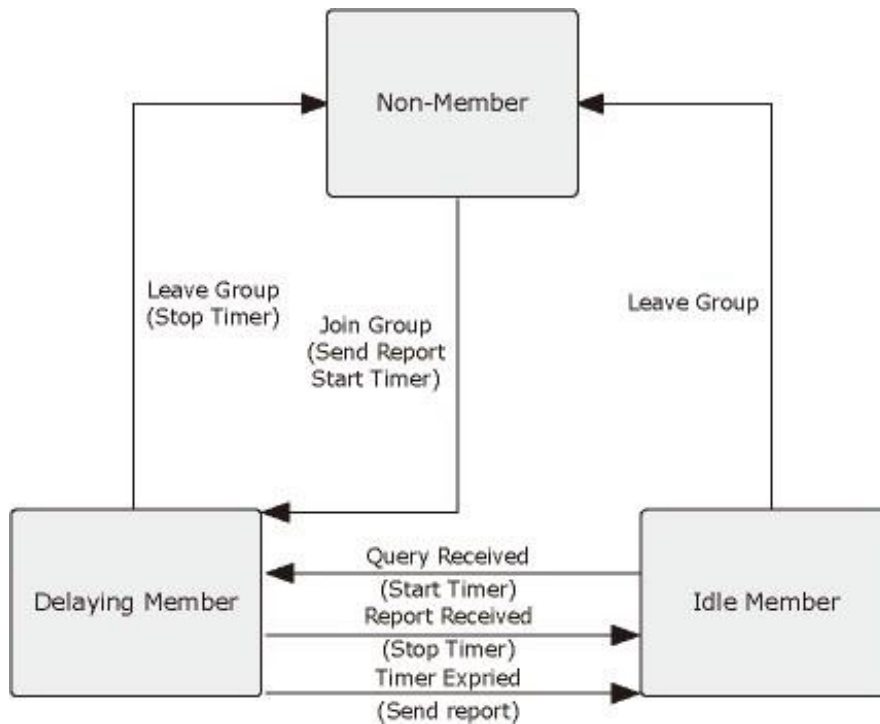 Non-Member
Leave Group
(Stop Timer)
Join Group
(Send Report
Start Timer)
Leave Group
Delaying Member
Query Received
(Start Timer)
Report Received
(Stop Timer)
Timer Expried
(Send report)
Idle Member